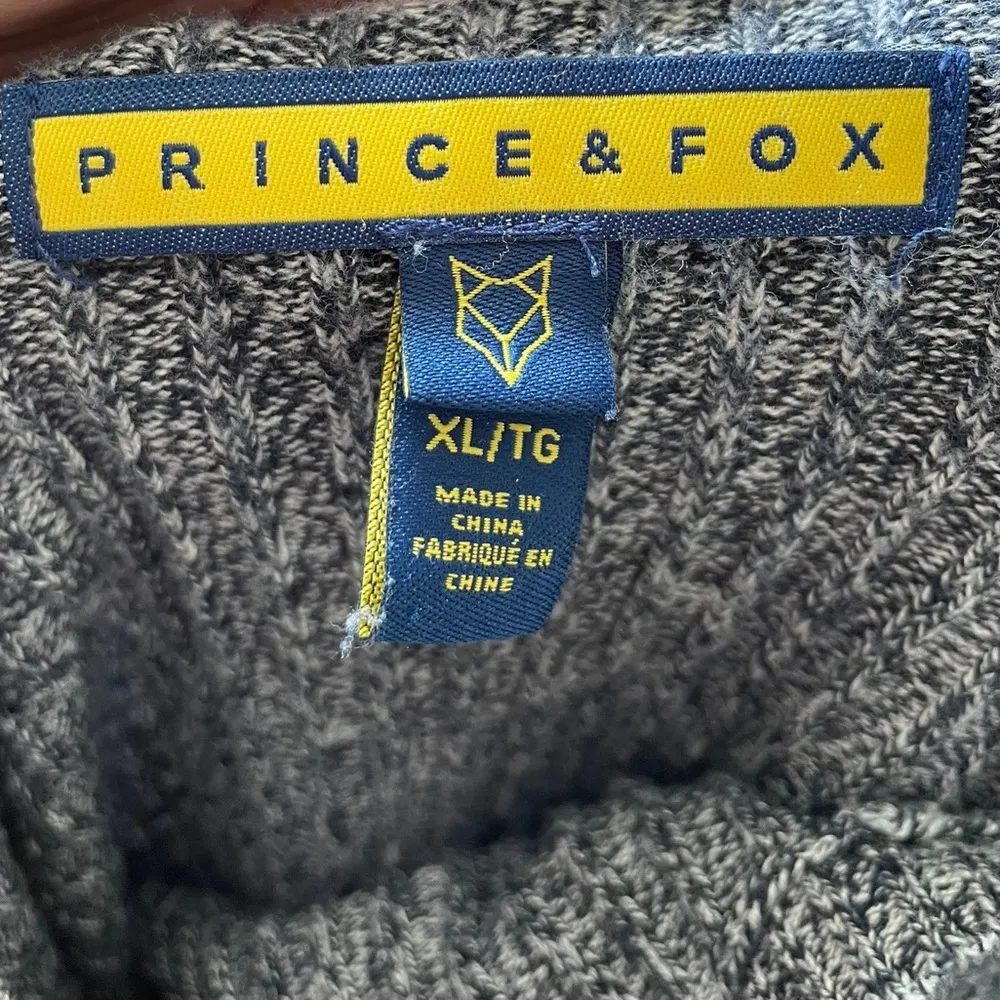 PRINCE & FOX
XL/TG
MADE IN
CHINA
FABRIQUÉ EN
CHINE